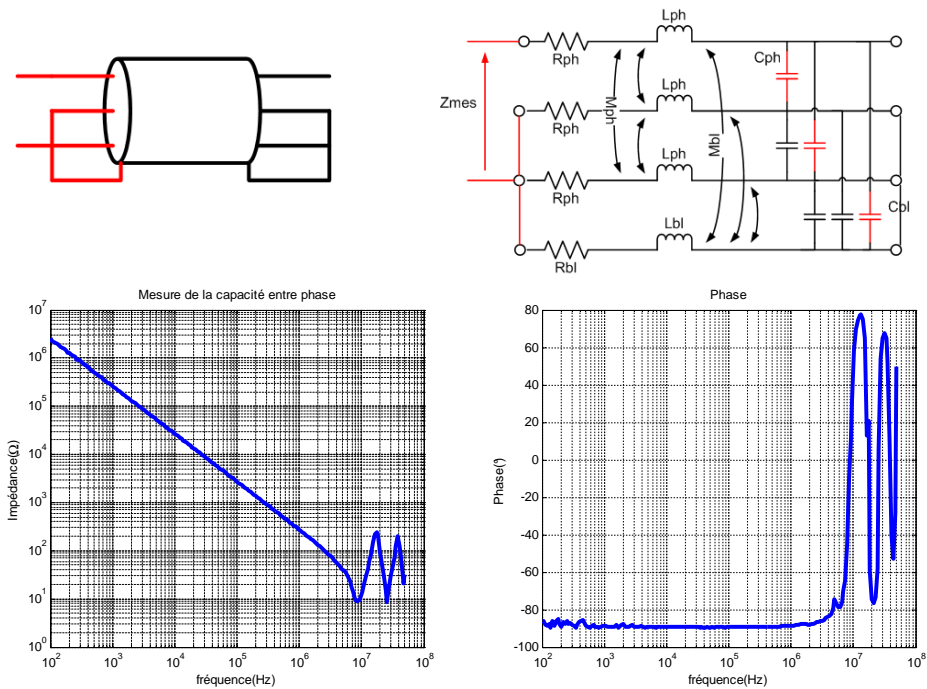 Lph
Rph
Cph
Zmes
Lph
Mph
Mbl
Rph
Lph
Rph
Cbl
Lbl
Rbl
Mesure de la capacité entre phase
10^7
10^6
10^5
10^4
10^3
10^2
10^1
10^0
Impédance(Ω)
10^2 10^3 10^4 10^5 10^6 10^7 10^8
fréquence(Hz)
Phase
80
60
40
20
0
-20
-40
-60
-80
-100
Phase(°)
10^2 10^3 10^4 10^5 10^6 10^7 10^8
fréquence(Hz)